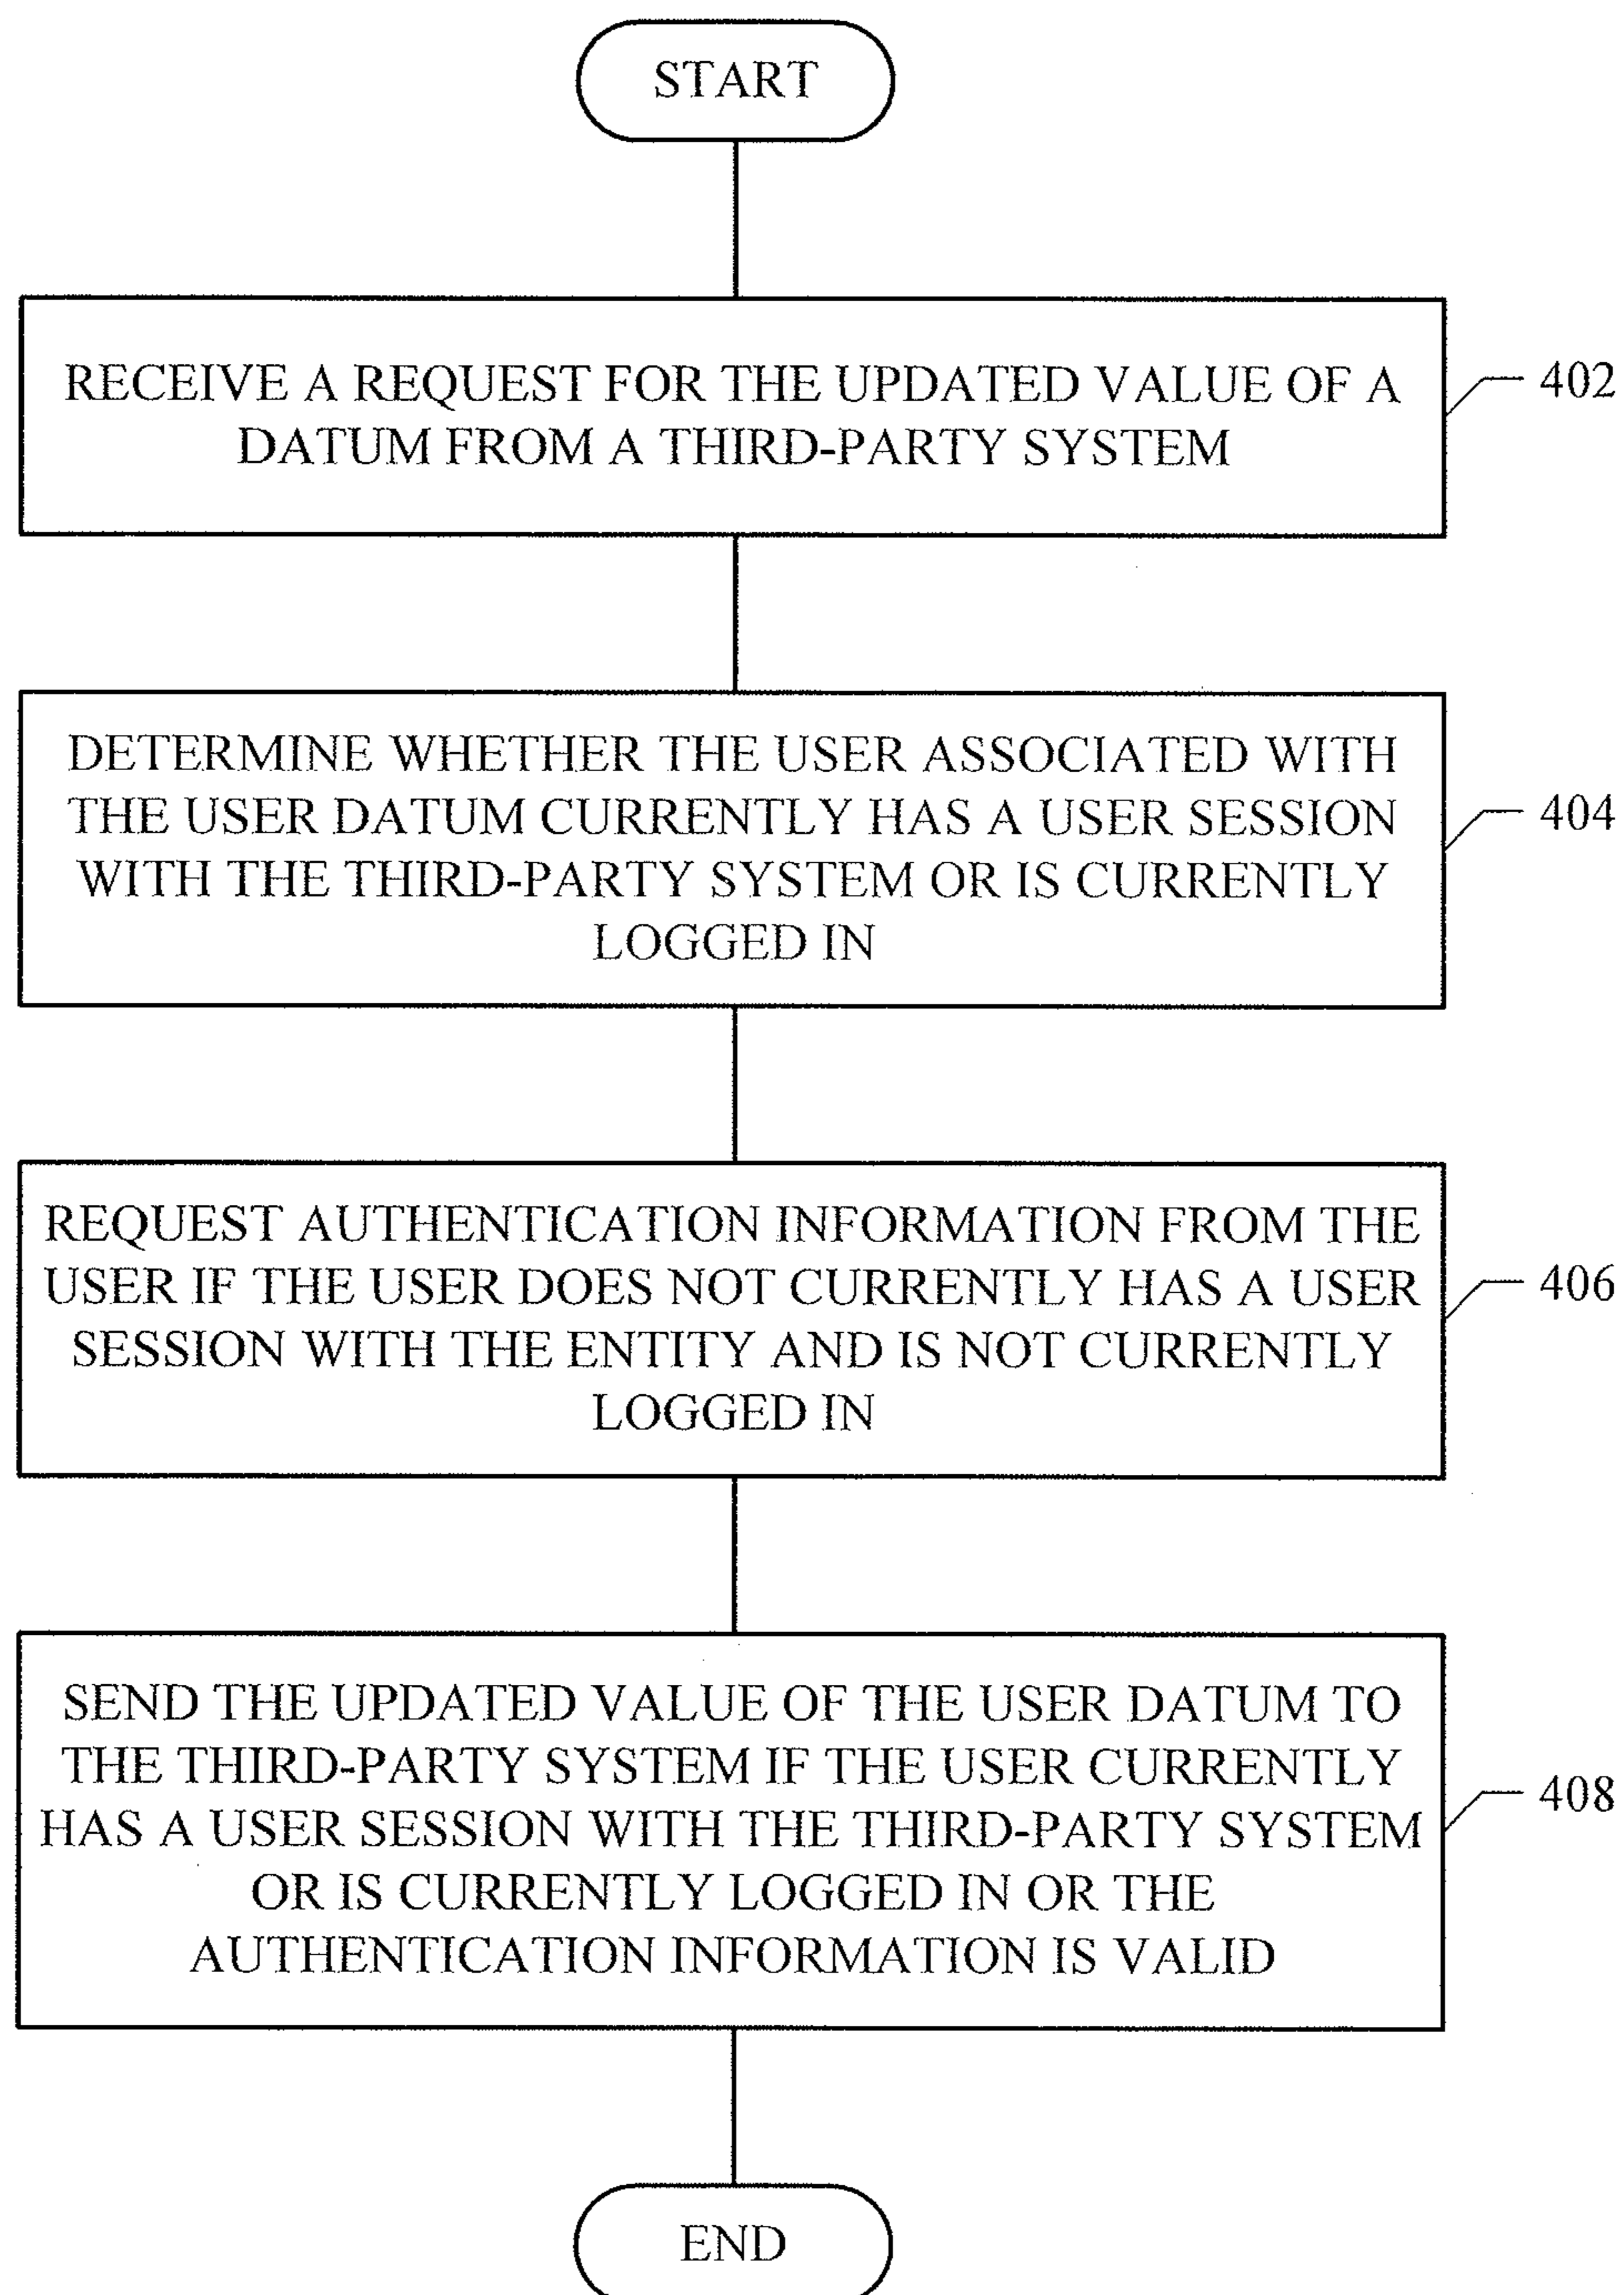 START
RECEIVE A REQUEST FOR THE UPDATED VALUE OF A
DATUM FROM A THIRD-PARTY SYSTEM
402
DETERMINE WHETHER THE USER ASSOCIATED WITH
THE USER DATUM CURRENTLY HAS A USER SESSION
WITH THE THIRD-PARTY SYSTEM OR IS CURRENTLY
LOGGED IN
404
REQUEST AUTHENTICATION INFORMATION FROM THE
USER IF THE USER DOES NOT CURRENTLY HAS A USER
SESSION WITH THE ENTITY AND IS NOT CURRENTLY
LOGGED IN
406
SEND THE UPDATED VALUE OF THE USER DATUM TO
THE THIRD-PARTY SYSTEM IF THE USER CURRENTLY
HAS A USER SESSION WITH THE THIRD-PARTY SYSTEM
OR IS CURRENTLY LOGGED IN OR THE
AUTHENTICATION INFORMATION IS VALID
408
END